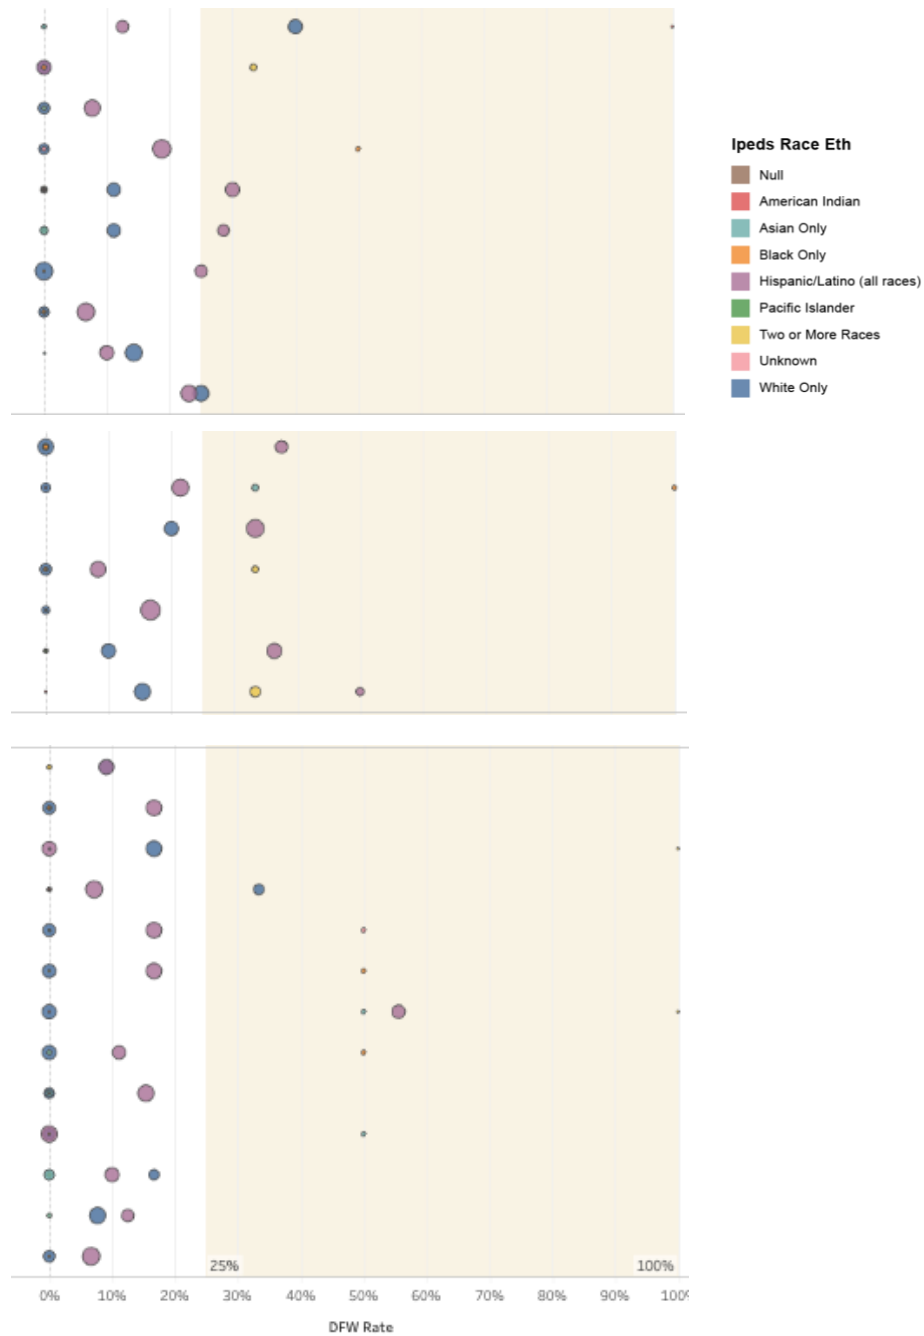 Ipeds Race Eth
Null
American Indian
Asian Only
Black Only
Hispanic/Latino (all races)
Pacific Islander
Two or More Races
Unknown
White Only
25%
100%
0%
10%
20%
30%
40%
50%
60%
70%
80%
90%
100%
DFW Rate